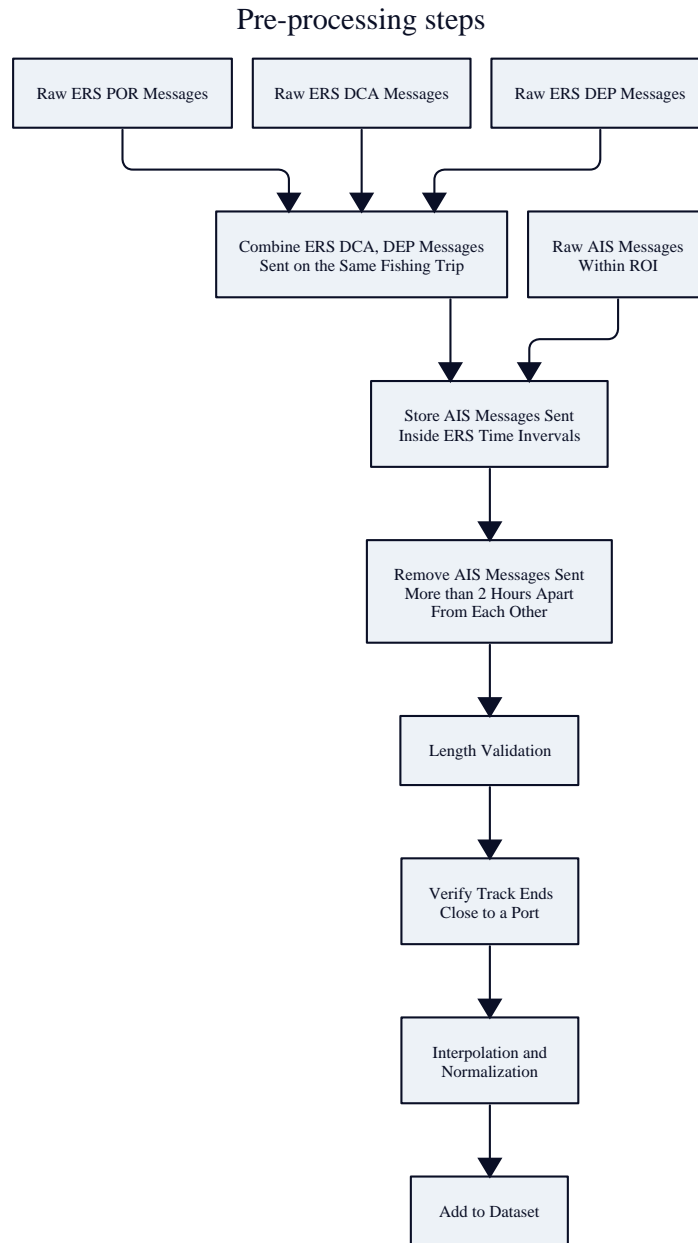 Pre-processing steps
Raw ERS POR Messages
Raw ERS DCA Messages
Raw ERS DEP Messages
Combine ERS DCA, DEP Messages
Sent on the Same Fishing Trip
Raw AIS Messages
Within ROI
Store AIS Messages Sent
Inside ERS Time Invervals
Remove AIS Messages Sent
More than 2 Hours Apart
From Each Other
Length Validation
Verify Track Ends
Close to a Port
Interpolation and
Normalization
Add to Dataset